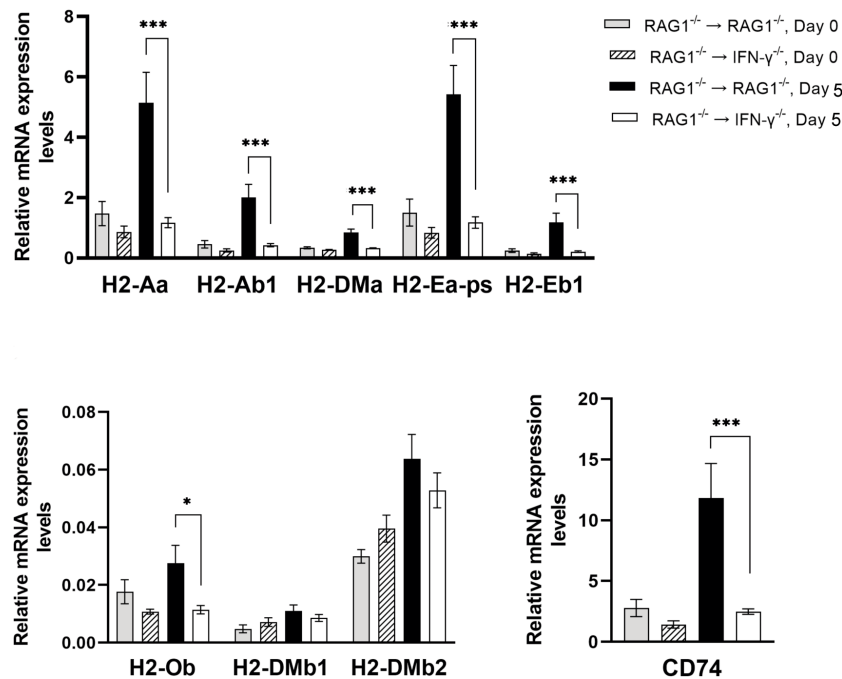 Relative mRNA expression
levels
8
6
4
2
0
***
***
***
***
***
H2-Aa H2-Ab1 H2-DMa H2-Ea-ps H2-Eb1
RAG1⁻/⁻ → RAG1⁻/⁻, Day 0
RAG1⁻/⁻ → IFN-γ⁻/⁻, Day 0
RAG1⁻/⁻ → RAG1⁻/⁻, Day 5
RAG1⁻/⁻ → IFN-γ⁻/⁻, Day 5
Relative mRNA expression
levels
0.08
0.06
0.04
0.02
0.00
*
H2-Ob H2-DMb1 H2-DMb2
Relative mRNA expression
levels
20
15
10
5
0
***
CD74